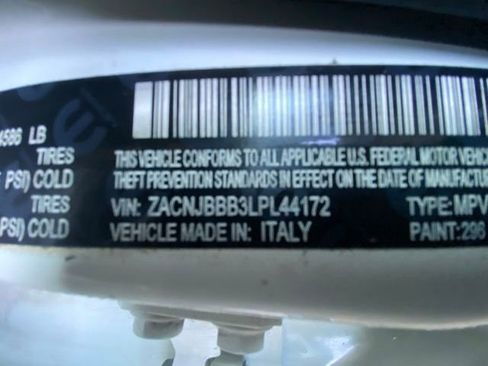 4586 LB
TIRES THIS VEHICLE CONFORMS TO ALL APPLICABLE U.S. FEDERAL MOTOR VEHIC
PSI) COLD THEFT PREVENTION STANDARDS IN EFFECT ON THE DATE OF MANUFAC
TIRES VIN: ZACNJBBB3LPL44172 TYPE: MPV
PSI) COLD VEHICLE MADE IN: ITALY PAINT: 296